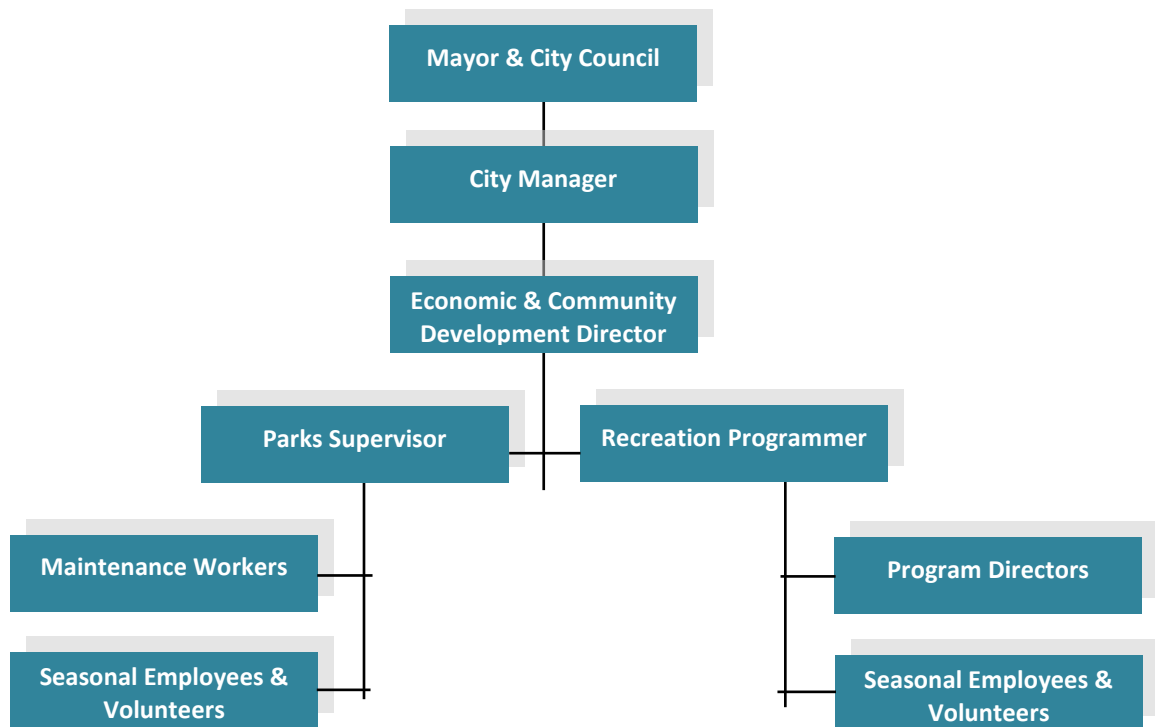 Mayor & City Council
City Manager
Economic & Community
Development Director
Parks Supervisor
Recreation Programmer
Maintenance Workers
Program Directors
Seasonal Employees &
Volunteers
Seasonal Employees &
Volunteers